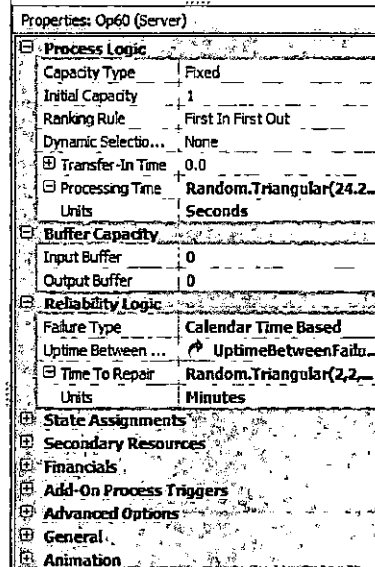 Properties: Op60 (Server)
Process Logic
Capacity Type Fixed
Initial Capacity 1
Ranking Rule First In First Out
Dynamic Selectio... None
Transfer-In Time 0.0
Processing Time Random.Triangular(24.2...
Units Seconds
Buffer Capacity
Input Buffer 0
Output Buffer 0
Reliability Logic
Failure Type Calendar Time Based
Uptime Between ... UptimeBetweenFailu...
Time To Repair Random.Triangular(2,2,...
Units Minutes
State Assignments
Secondary Resources
Financials
Add-On Process Triggers
Advanced Options
General
Animation